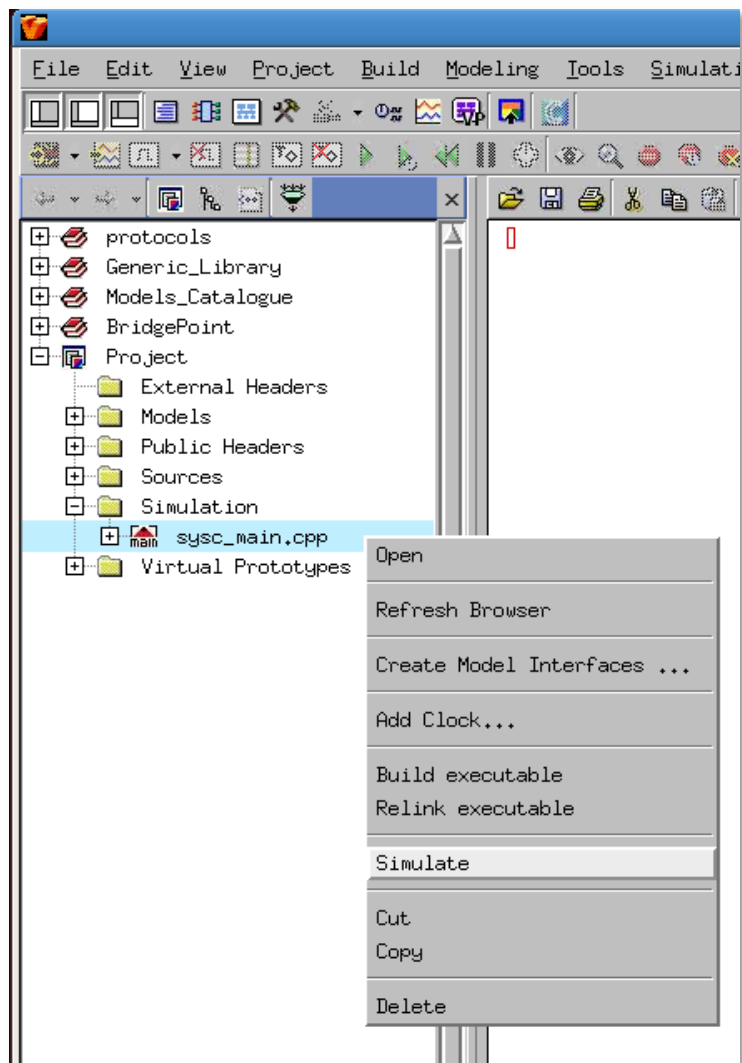 File Edit View Project Build Modeling Tools Simulati
protocols
Generic_Library
Models_Catalogue
BridgePoint
Project
External Headers
Models
Public Headers
Sources
Simulation
main sysc_main.cpp
Virtual Prototypes
Open
Refresh Browser
Create Model Interfaces ...
Add Clock...
Build executable
Relink executable
Simulate
Cut
Copy
Delete